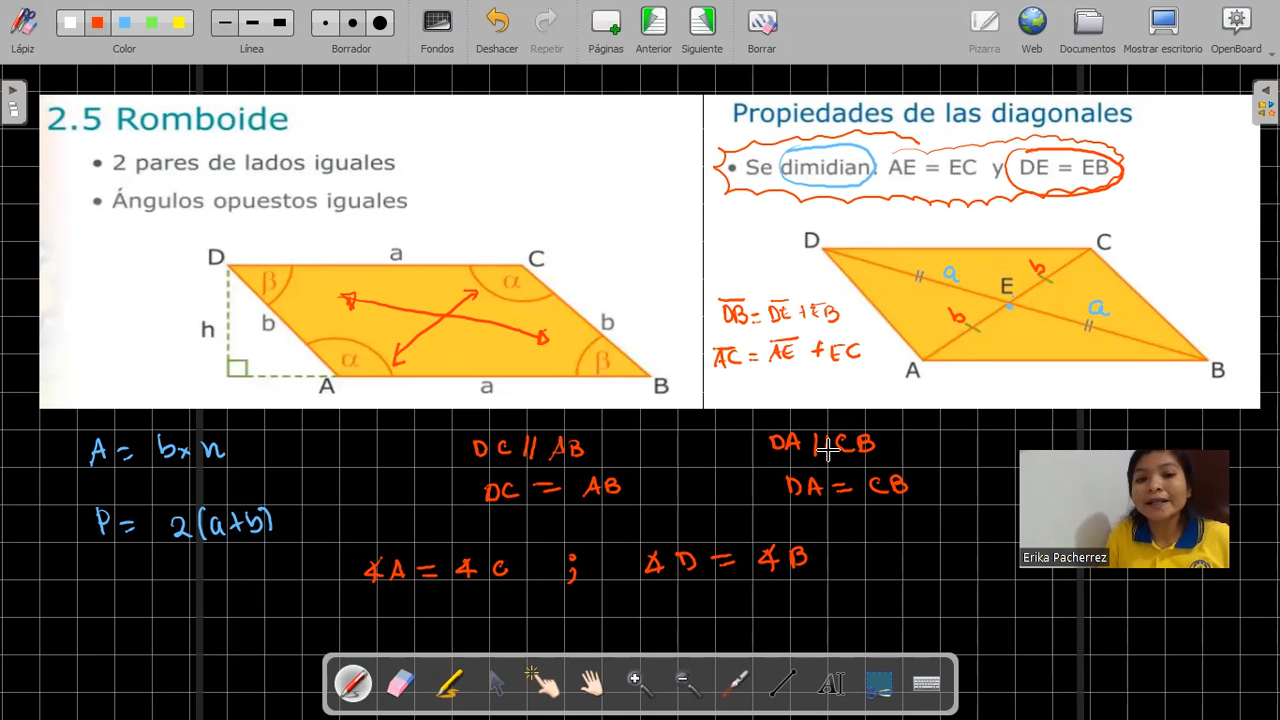 Lápiz Color Línea Borrador Fondos Deshacer Repetir Páginas Anterior Siguiente Borrar Pizarra Web Documentos Mostrar escritorio OpenBoard
2.5 Romboide
• 2 pares de lados iguales
• Ángulos opuestos iguales
D a C
β α
h b b
α β
A a B
Propiedades de las diagonales
• Se dimidian. AE = EC y DE = EB
D C
a b
E
b a
A B
DB = DE + EB
AC = AE + EC
A = b x h
P = 2(a+b)
DC // AB
DC = AB
DA // CB
DA = CB
∡A = ∡C ; ∡D = ∡B
Erika Pacherrez